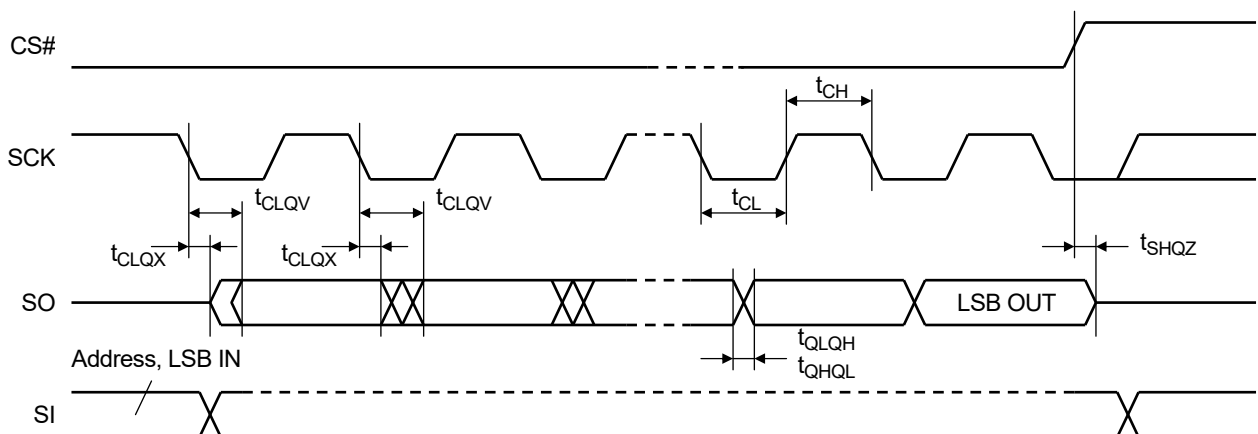 CS#
tCH
SCK
tCLQV
tCLQV
tCL
tCLQX
tCLQX
tSHQZ
SO
LSB OUT
tQLQH
Address, LSB IN
tQHQL
SI